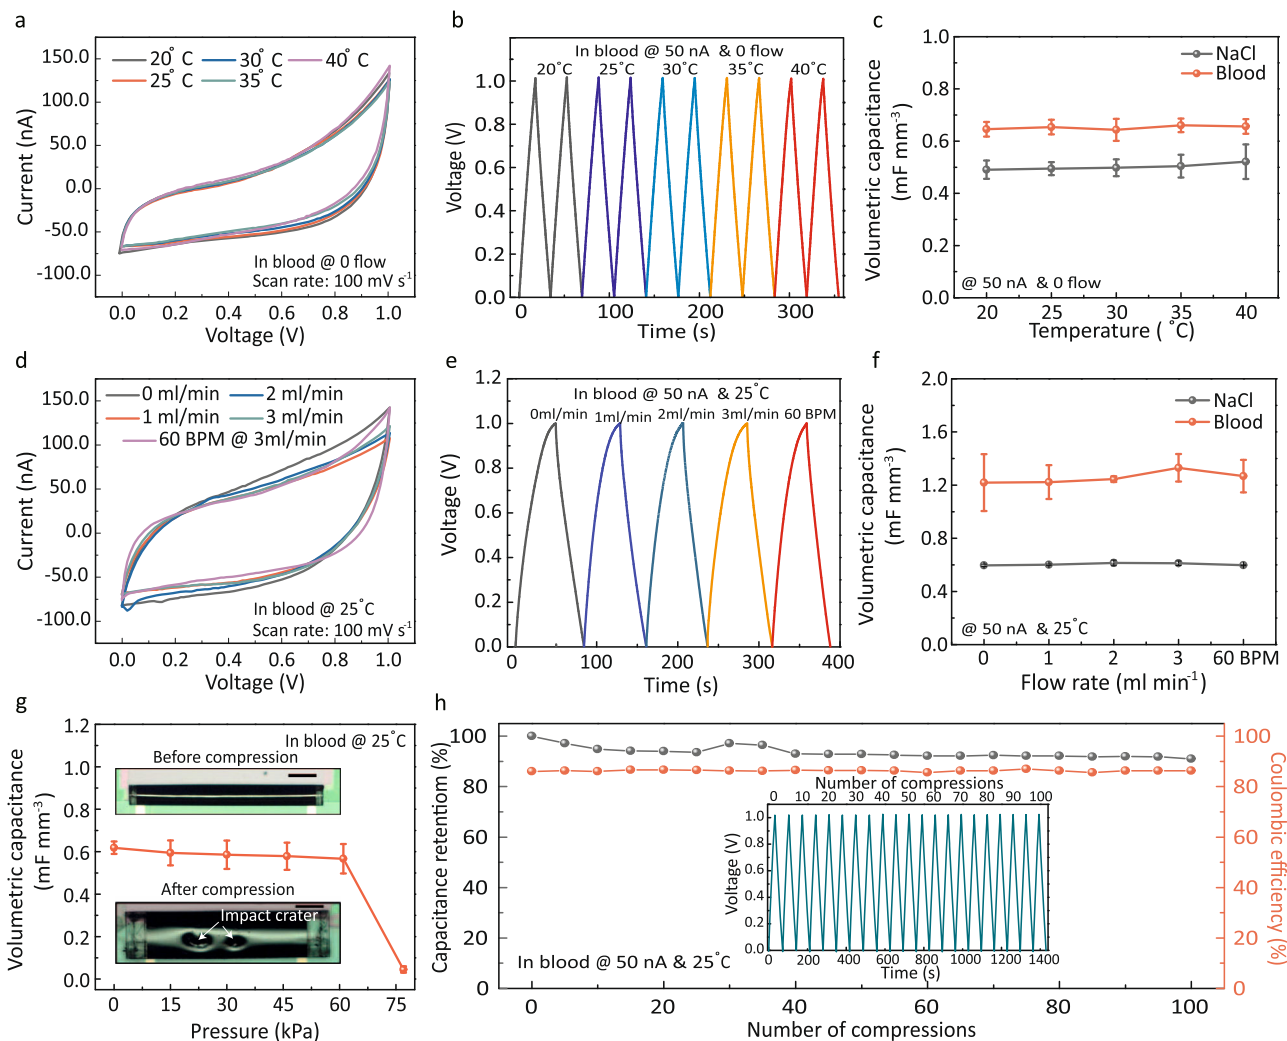 a
150.0
100.0
50.0
0.0
-50.0
-100.0
Current (nA)
20°C
30°C
40°C
25°C
35°C
In blood @ 0 flow
Scan rate: 100 mV s⁻¹
0.0 0.2 0.4 0.6 0.8 1.0
Voltage (V)
b
1.2
1.0
0.8
0.6
0.4
0.2
0.0
Voltage (V)
In blood @ 50 nA & 0 flow
20°C 25°C 30°C 35°C 40°C
0 100 200 300
Time (s)
c
1.0
0.8
0.6
0.4
0.2
0.0
Volumetric capacitance
(mF mm⁻³)
NaCl
Blood
@ 50 nA & 0 flow
20 25 30 35 40
Temperature ( °C)
d
150.0
100.0
50.0
0.0
-50.0
-100.0
Current (nA)
0 ml/min
2 ml/min
1 ml/min
3 ml/min
60 BPM @ 3ml/min
In blood @ 25°C
Scan rate: 100 mV s⁻¹
0.0 0.2 0.4 0.6 0.8 1.0
Voltage (V)
e
1.2
1.0
0.8
0.6
0.4
0.2
0.0
Voltage (V)
In blood @ 50 nA & 25°C
0ml/min 1ml/min 2ml/min 3ml/min 60 BPM
0 100 200 300 400
Time (s)
f
2.0
1.6
1.2
0.8
0.4
0.0
Volumetric capacitance
(mF mm⁻³)
NaCl
Blood
@ 50 nA & 25°C
0 1 2 3 60 BPM
Flow rate (ml min⁻¹)
g
1.2
1.0
0.8
0.6
0.4
0.2
0.0
Volumetric capacitance
(mF mm⁻³)
In blood @ 25°C
Before compression
After compression
Impact crater
0 15 30 45 60 75
Pressure (kPa)
h
100
80
60
40
20
0
Capacitance retentiom (%)
100
80
60
40
20
0
Coulombic
efficiency (%)
Number of compressions
0 10 20 30 40 50 60 70 80 90 100
1.0
0.8
0.6
0.4
0.2
0.0
Voltage (V)
0 200 400 600 800 1000 1200 1400
Time (s)
In blood @ 50 nA & 25°C
0 20 40 60 80 100
Number of compressions